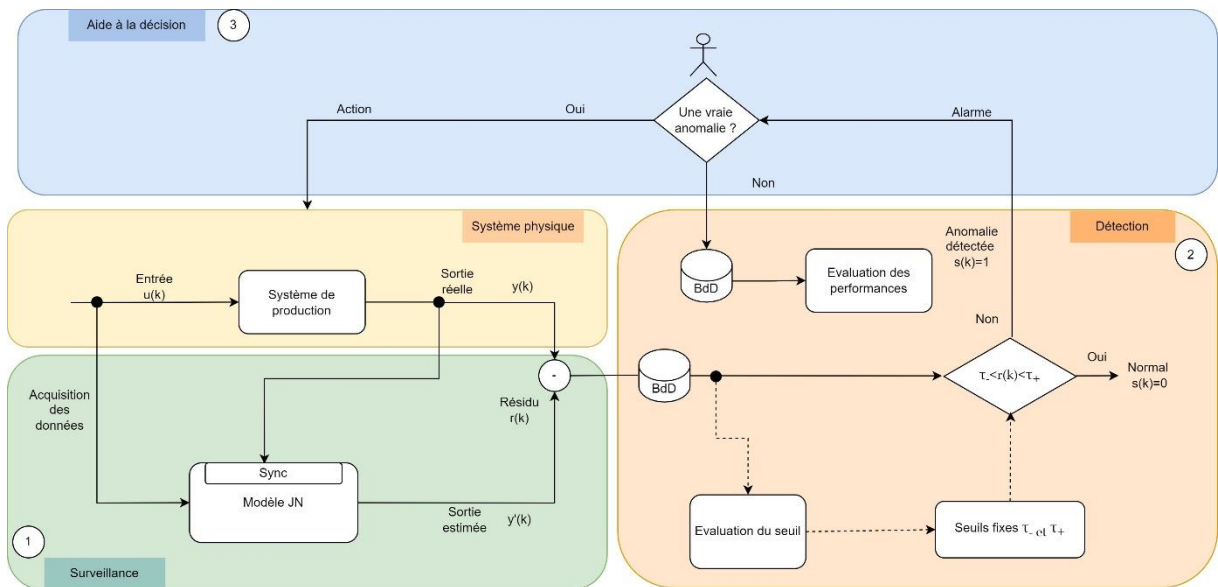 Aide à la décision
3
Action
Oui
Une vraie
anomalie ?
Alarme
Non
Système physique
Entrée
u(k)
Système de
production
Sortie
réelle
y(k)
Détection
2
Anomalie
détectée
s(k)=1
BdD
Evaluation des
performances
Non
Oui
Normal
s(k)=0
τ-<r(k)<τ+
BdD
-
Résidu
r(k)
Acquisition
des
données
Sync
Modèle JN
Sortie
estimée
y'(k)
Evaluation du seuil
Seuils fixes τ- et τ+
1
Surveillance